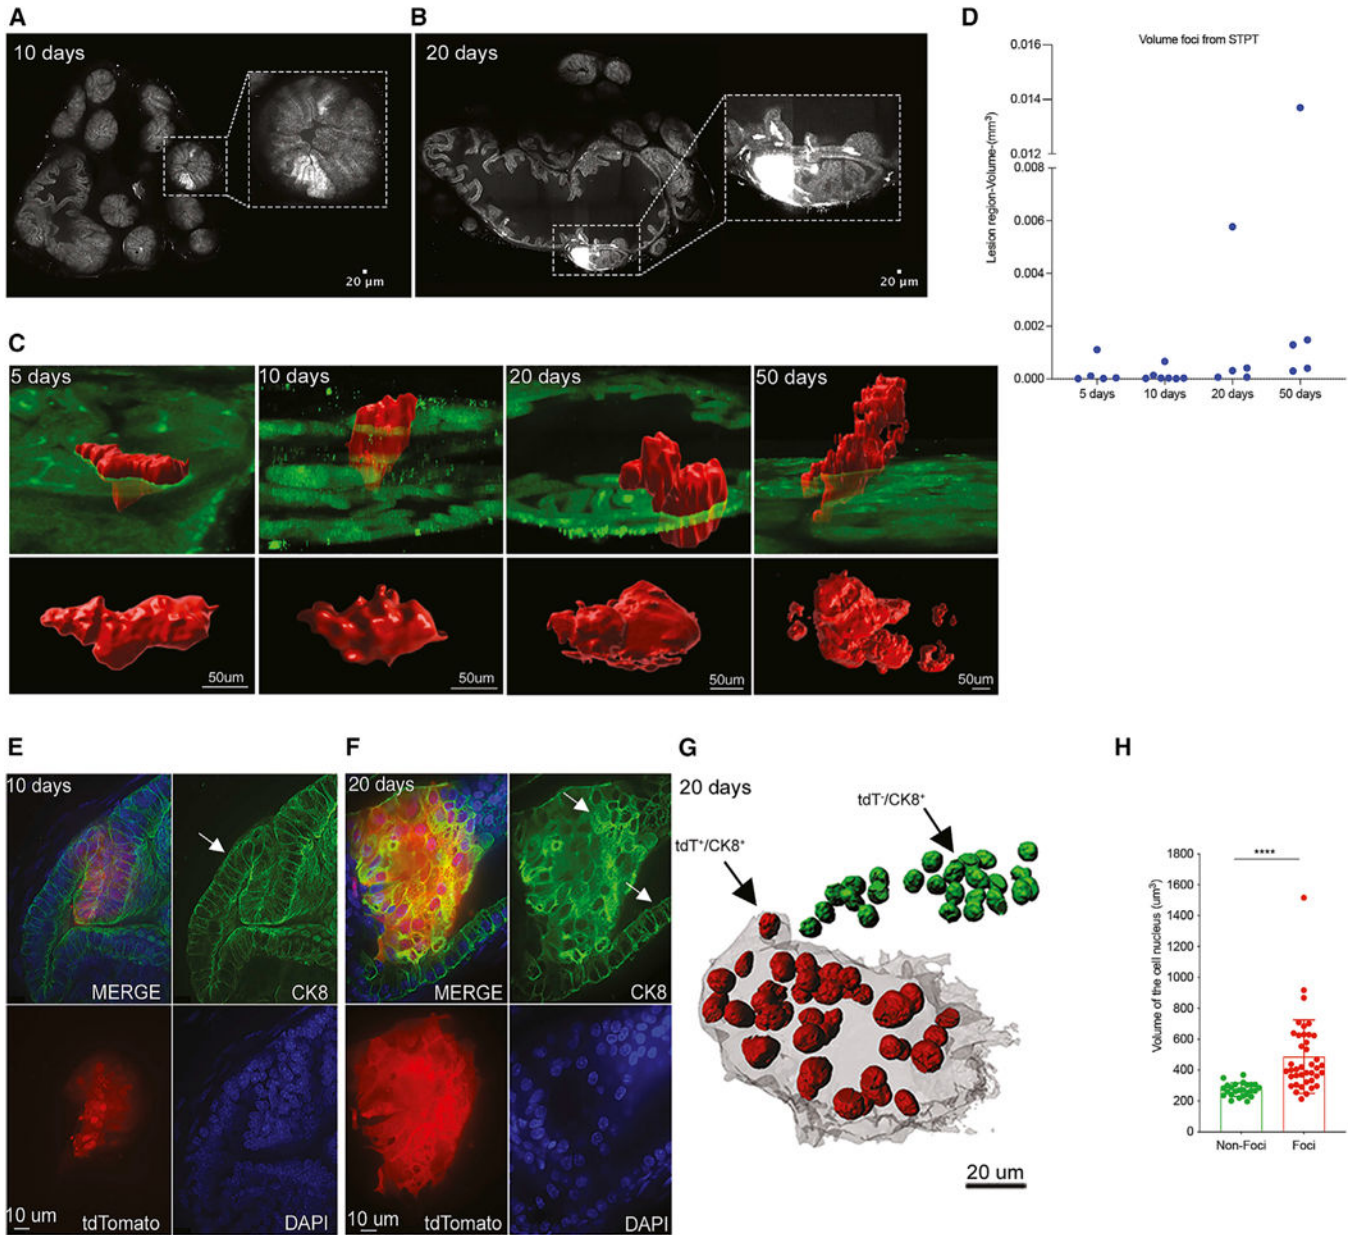 A
10 days
20 µm
B
20 days
20 µm
C
5 days
10 days
20 days
50 days
50um
50um
50um
50um
D
Volume foci from STPT
Lesion region-Volume-(mm³)
0.016
0.014
0.012
0.008
0.006
0.004
0.002
0.000
5 days
10 days
20 days
50 days
E
10 days
MERGE
CK8
10 um
tdTomato
DAPI
F
20 days
MERGE
CK8
10 um
tdTomato
DAPI
G
20 days
tdT⁻/CK8⁺
tdT⁺/CK8⁺
20 um
H
Volume of the cell nucleus (um³)
1800
1600
1400
1200
1000
800
600
400
200
0
****
Non-Foci
Foci